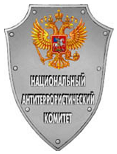 НАЦИОНАЛЬНЫЙ
АНТИТЕРРОРИСТИЧЕСКИЙ
КОМИТЕТ